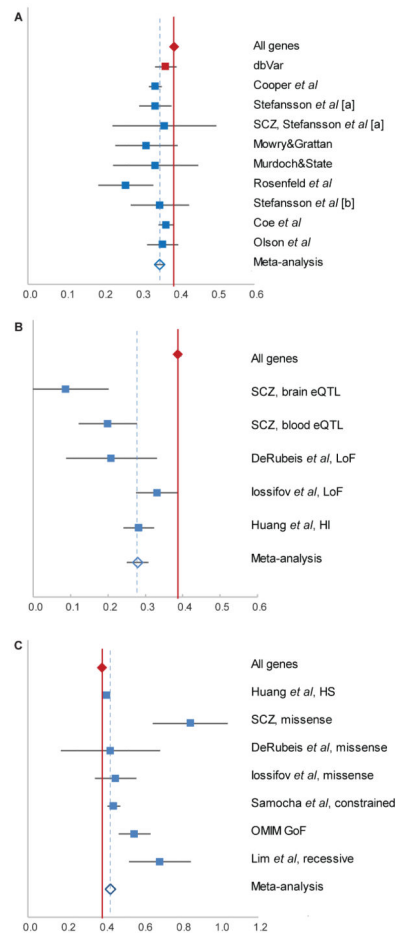 A
All genes
dbVar
Cooper et al
Stefansson et al [a]
SCZ, Stefansson et al [a]
Mowry&Grattan
Murdoch&State
Rosenfeld et al
Stefansson et al [b]
Coe et al
Olson et al
Meta-analysis
0.0 0.1 0.2 0.3 0.4 0.5 0.6
B
All genes
SCZ, brain eQTL
SCZ, blood eQTL
DeRubeis et al, LoF
Iossifov et al, LoF
Huang et al, HI
Meta-analysis
0.0 0.1 0.2 0.3 0.4 0.5 0.6
C
All genes
Huang et al, HS
SCZ, missense
DeRubeis et al, missense
Iossifov et al, missense
Samocha et al, constrained
OMIM GoF
Lim et al, recessive
Meta-analysis
0 0.2 0.4 0.6 0.8 1.0 1.2